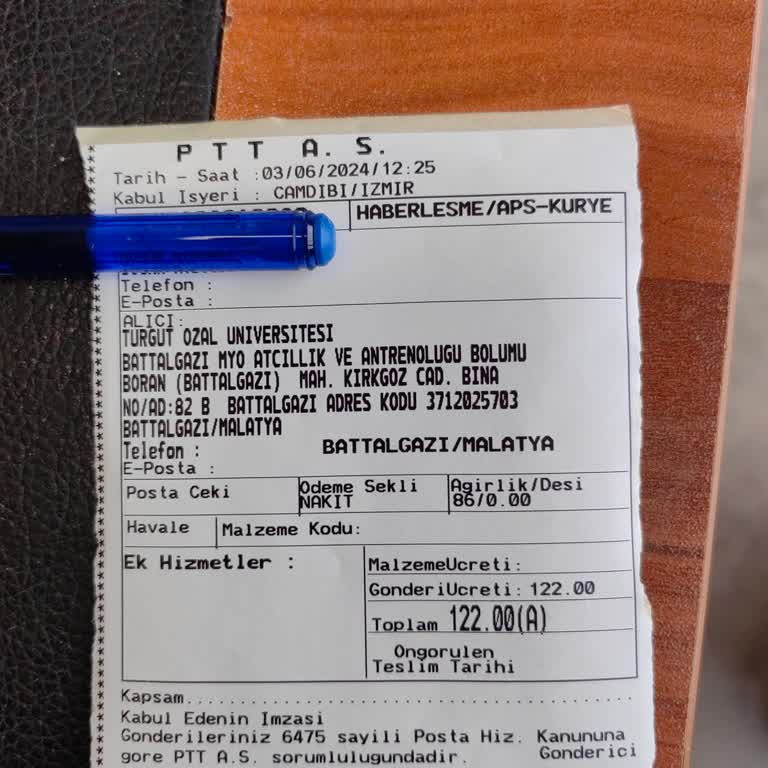 P T T A. S.
Tarih - Saat :03/06/2024/12:25
Kabul Isyeri : CAMDIBI/IZMIR
HABERLESME/APS-KURYE
Telefon :
E-Posta :
ALICI:
TURGUT OZAL UNIVERSITESI
BATTALGAZI MYO ATCILLIK VE ANTRENOLUGU BOLUMU
BORAN (BATTALGAZI) MAH. KIRKGOZ CAD. BINA
NO/AD:82 B BATTALGAZI ADRES KODU 3712025703
BATTALGAZI/MALATYA
Telefon : BATTALGAZI/MALATYA
E-Posta :
Posta Ceki
Odeme Sekli
NAKIT
Agirlik/Desi
86/0.00
Havale
Malzeme Kodu:
Ek Hizmetler :
MalzemeUcreti:
GonderiUcreti: 122.00
Toplam 122.00(A)
Ongorulen
Teslim Tarihi
Kapsam......................................
Kabul Edenin Imzasi
Gonderileriniz 6475 sayili Posta Hiz. Kanununa
gore PTT A.S. sorumlulugundadir. Gonderici